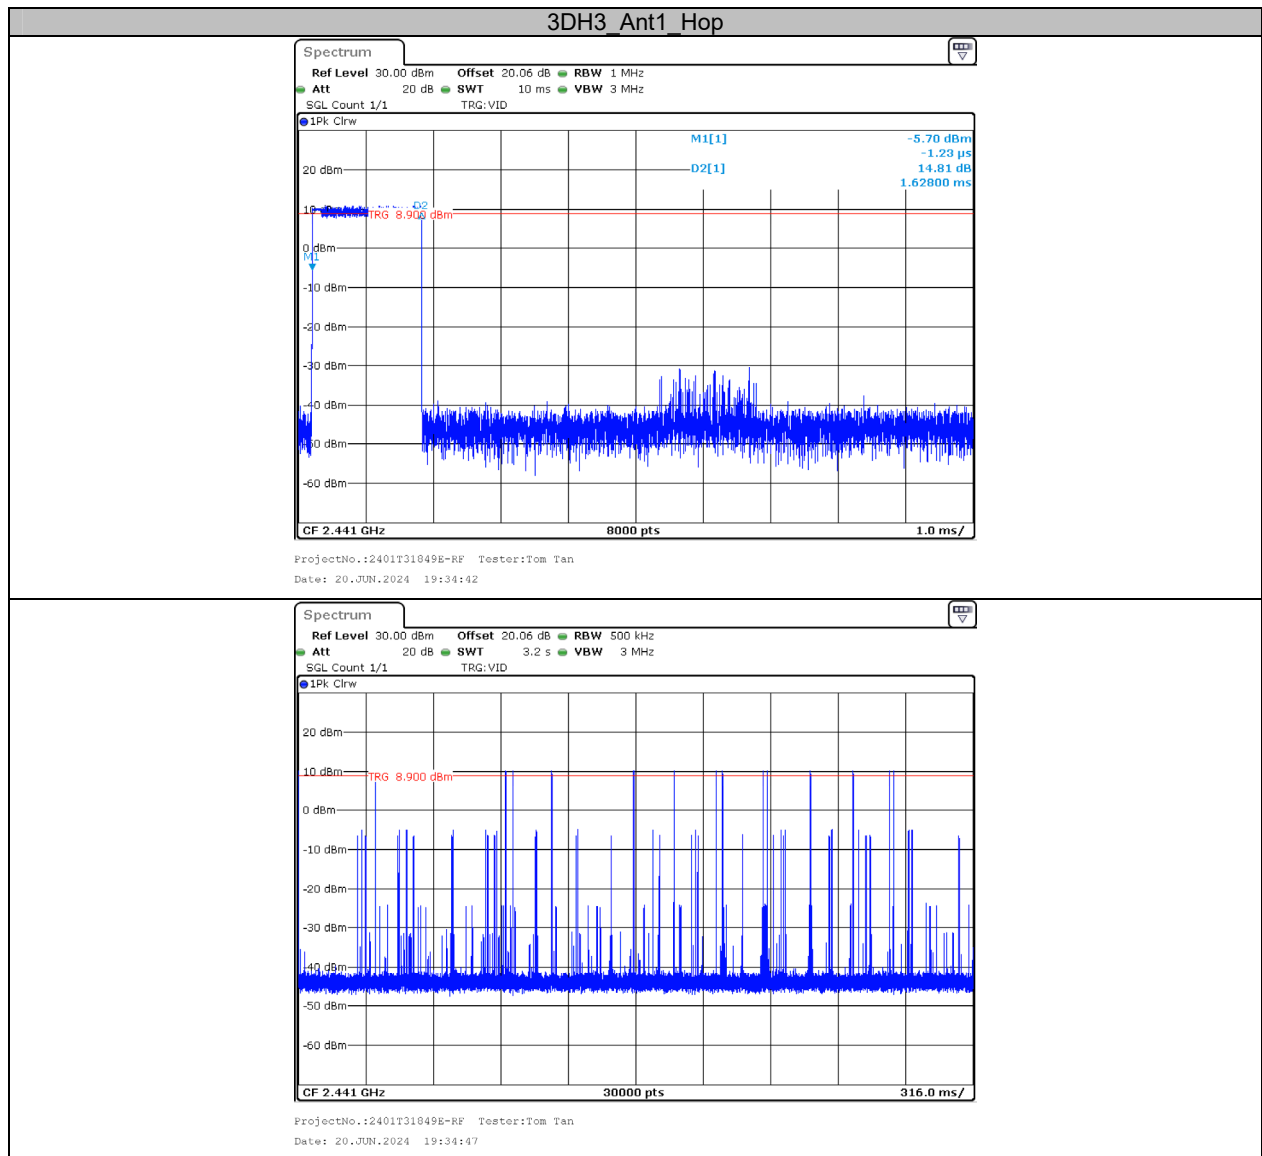 3DH3_Ant1_Hop
Spectrum
Ref Level 30.00 dBm Offset 20.06 dB RBW 1 MHz
Att 20 dB SWT 10 ms VBW 3 MHz
SGL Count 1/1 TRG:VID
1Pk Clrw
M1[1] -5.70 dBm
-1.23 µs
20 dBm D2[1] 14.81 dB
1.62800 ms
10 dBm D2
TRG 8.900 dBm
0 dBm
M1
-10 dBm
-20 dBm
-30 dBm
-40 dBm
-50 dBm
-60 dBm
CF 2.441 GHz 8000 pts 1.0 ms/
ProjectNo.:2401T31849E-RF Tester:Tom Tan
Date: 20.JUN.2024 19:34:42
Spectrum
Ref Level 30.00 dBm Offset 20.06 dB RBW 500 kHz
Att 20 dB SWT 3.2 s VBW 3 MHz
SGL Count 1/1 TRG:VID
1Pk Clrw
20 dBm
10 dBm
TRG 8.900 dBm
0 dBm
-10 dBm
-20 dBm
-30 dBm
-40 dBm
-50 dBm
-60 dBm
CF 2.441 GHz 30000 pts 316.0 ms/
ProjectNo.:2401T31849E-RF Tester:Tom Tan
Date: 20.JUN.2024 19:34:47